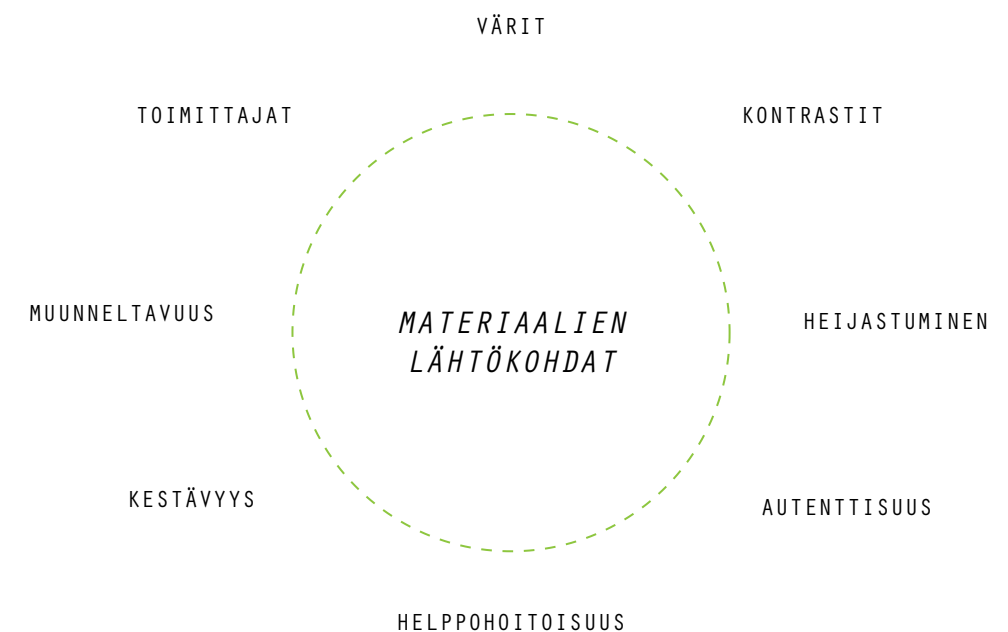 VÄRIT
TOIMITTAJAT
KONTRASTIT
MUUNNELTAVUUS
MATERIAALIEN
LÄHTÖKOHDAT
HEIJASTUMINEN
KESTÄVYYS
AUTENTTISUUS
HELPPOHOITOISUUS